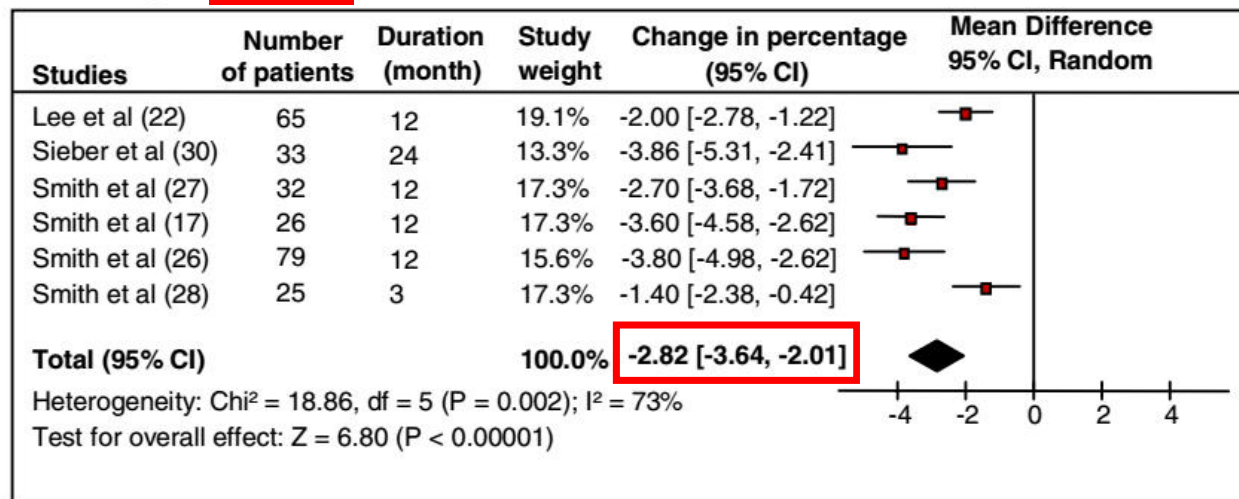 Studies Number of patients Duration (month) Study weight Change in percentage (95% CI) Mean Difference 95% CI, Random
Lee et al (22) 65 12 19.1% -2.00 [-2.78, -1.22]
Sieber et al (30) 33 24 13.3% -3.86 [-5.31, -2.41]
Smith et al (27) 32 12 17.3% -2.70 [-3.68, -1.72]
Smith et al (17) 26 12 17.3% -3.60 [-4.58, -2.62]
Smith et al (26) 79 12 15.6% -3.80 [-4.98, -2.62]
Smith et al (28) 25 3 17.3% -1.40 [-2.38, -0.42]
Total (95% CI) 100.0% -2.82 [-3.64, -2.01]
Heterogeneity: Chi² = 18.86, df = 5 (P = 0.002); I² = 73%
-4 -2 0 2 4
Test for overall effect: Z = 6.80 (P < 0.00001)